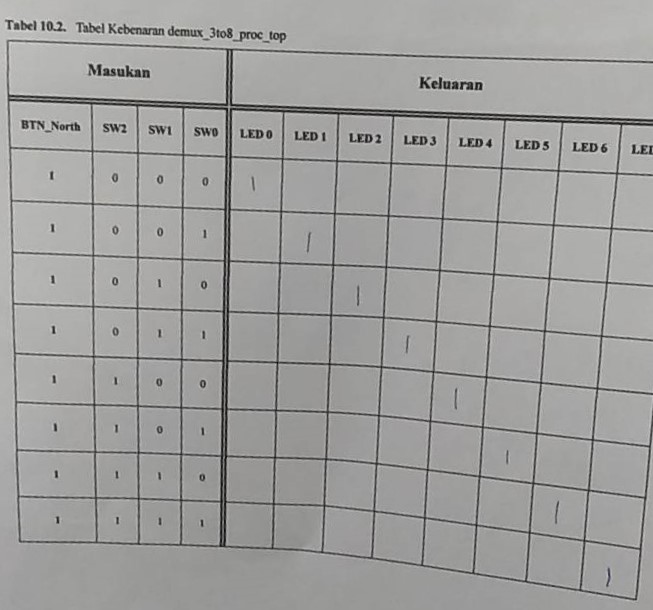 Tabel 10.2. Tabel Kebenaran demux_3to8_proc_top
Masukan Keluaran
BTN_North SW2 SW1 SW0 LED 0 LED 1 LED 2 LED 3 LED 4 LED 5 LED 6 LED
1 0 0 0 1
1 0 0 1 1
1 0 1 0 1
1 0 1 1 1
1 1 0 0 1
1 1 0 1 1
1 1 1 0 1
1 1 1 1 1